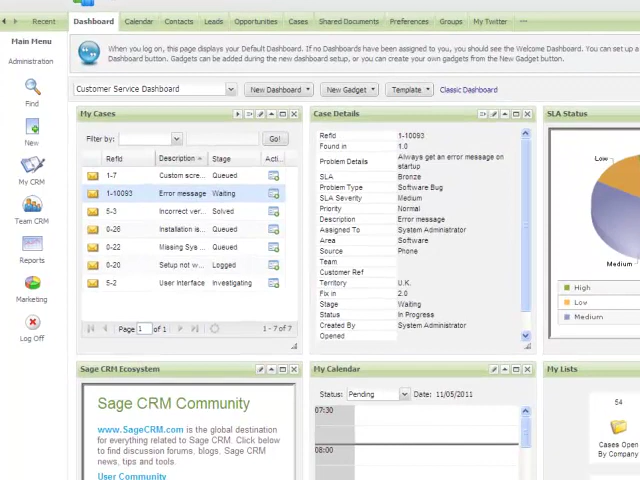 Recent
Dashboard Calendar Contacts Leads Opportunities Cases Shared Documents Preferences Groups My Twitter
Main Menu
Administration
Find
New
My CRM
Team CRM
Reports
Marketing
Log Off
When you log on, this page displays your Default Dashboard. If no Dashboards have been assigned to you, you should see the Welcome Dashboard. You can set up a
Dashboard button. Gadgets can be added during the new dashboard setup, or you can create your own gadgets from the New Gadget button.
Customer Service Dashboard New Dashboard New Gadget Template Classic Dashboard
My Cases
Filter by: Go!
RefId Description Stage Acti...
1-7 Custom scre... Queued
1-10093 Error message Waiting
5-3 Incorrect ver... Solved
0-26 Installation is... Queued
0-22 Missing Sys ... Queued
0-20 Setup not w... Logged
5-2 User Interface Investigating
Page 1 of 1 1 - 7 of 7
Case Details
RefId 1-10093
Found in 1.0
Problem Details Always get an error message on
startup
SLA Bronze
Problem Type Software Bug
SLA Severity Medium
Priority Normal
Description Error message
Assigned To System Administrator
Area Software
Source Phone
Team
Customer Ref
Territory U.K.
Fix in 2.0
Stage Waiting
Status In Progress
Created By System Administrator
Opened
SLA Status
Low
Medium
High
Low
Medium
Sage CRM Ecosystem
Sage CRM Community
www.SageCRM.com is the global destination
for everything related to Sage CRM. Click below
to find discussion forums, blogs, Sage CRM
news, tips and tools.
User Community
My Calendar
Status: Pending Date: 11/05/2011
07:30
08:00
My Lists
54
Cases Open
By Company